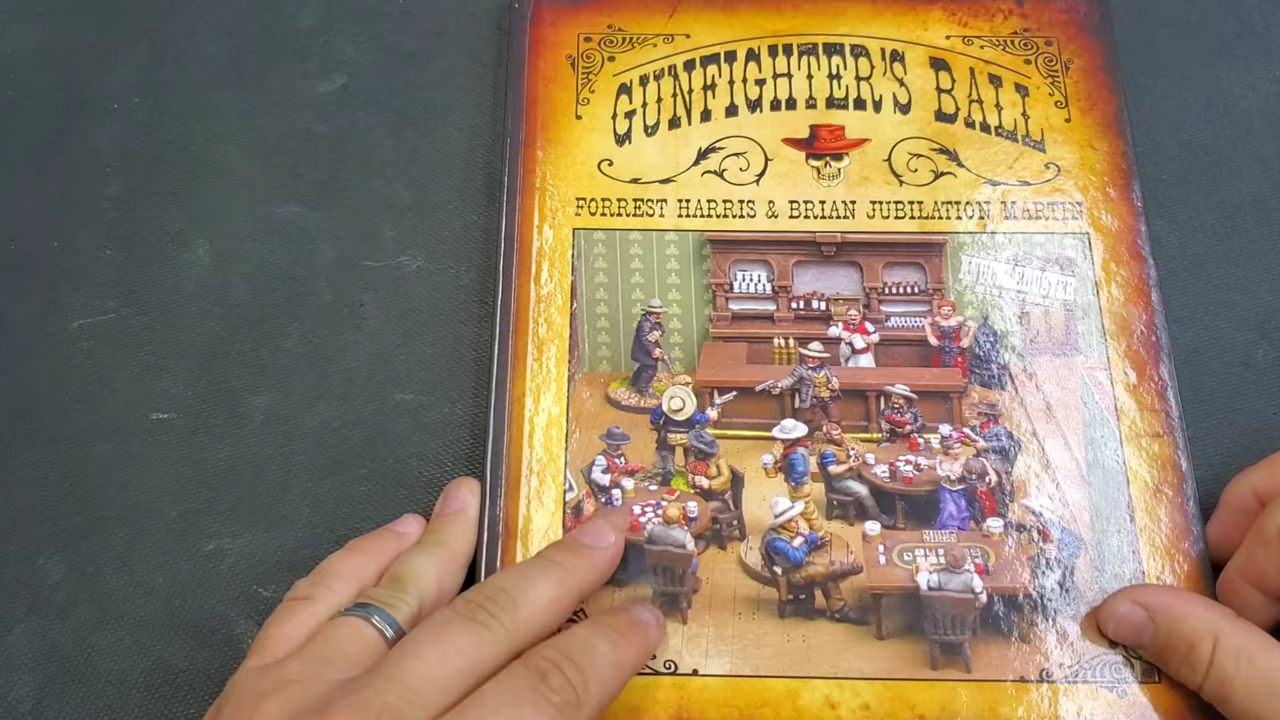 GUNFIGHTER'S BALL
FORREST HARRIS & BRIAN JUBILATION MARTIN